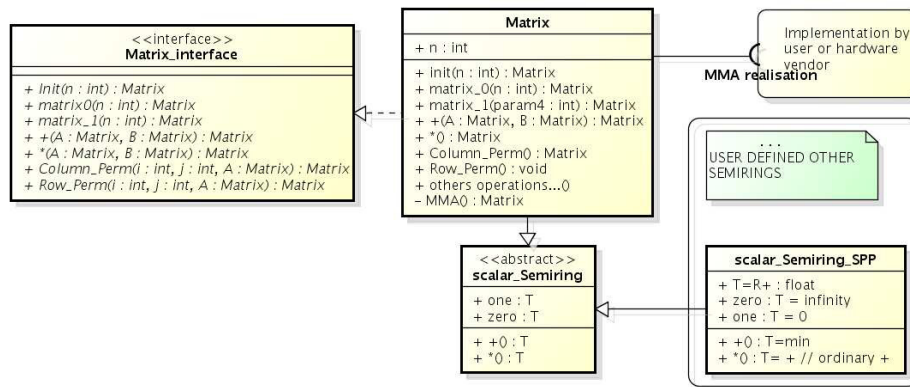 <<interface>>
Matrix_interface
+ Init(n : int) : Matrix
+ matrix0(n : int) : Matrix
+ matrix_1(n : int) : Matrix
+ +(A : Matrix, B : Matrix) : Matrix
+ *(A : Matrix, B : Matrix) : Matrix
+ Column_Perm(i : int, j : int, A : Matrix) : Matrix
+ Row_Perm(i : int, j : int, A : Matrix) : Matrix
Matrix
+ n : int
+ init(n : int) : Matrix
+ matrix_0(n : int) : Matrix
+ matrix_1(param4 : int) : Matrix
+ +(A : Matrix, B : Matrix) : Matrix
+ *() : Matrix
+ Column_Perm() : Matrix
+ Row_Perm() : void
+ others operations...()
- MMA() : Matrix
MMA realisation
Implementation by
user or hardware
vendor
...
USER DEFINED OTHER
SEMIRINGS
<<abstract>>
scalar_Semiring
+ one : T
+ zero : T
+ +() : T
+ *() : T
scalar_Semiring_SPP
+ T=R+ : float
+ zero : T = infinity
+ one : T = 0
+ +() : T=min
+ *() : T= + // ordinary +